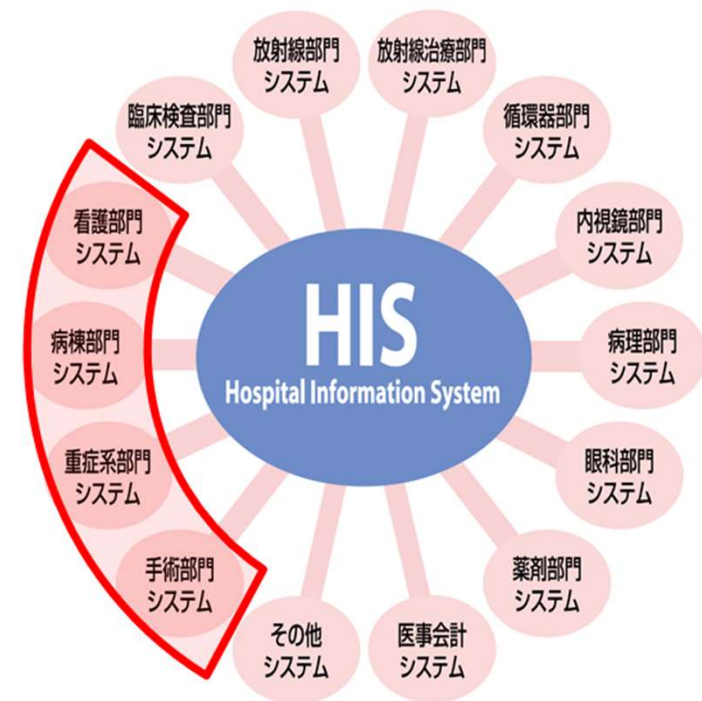 放射線部門
システム
放射線治療部門
システム
臨床検査部門
システム
循環器部門
システム
看護部門
システム
内視鏡部門
システム
HIS
Hospital Information System
病棟部門
システム
病理部門
システム
重症系部門
システム
眼科部門
システム
手術部門
システム
薬剤部門
システム
その他
システム
医事会計
システム